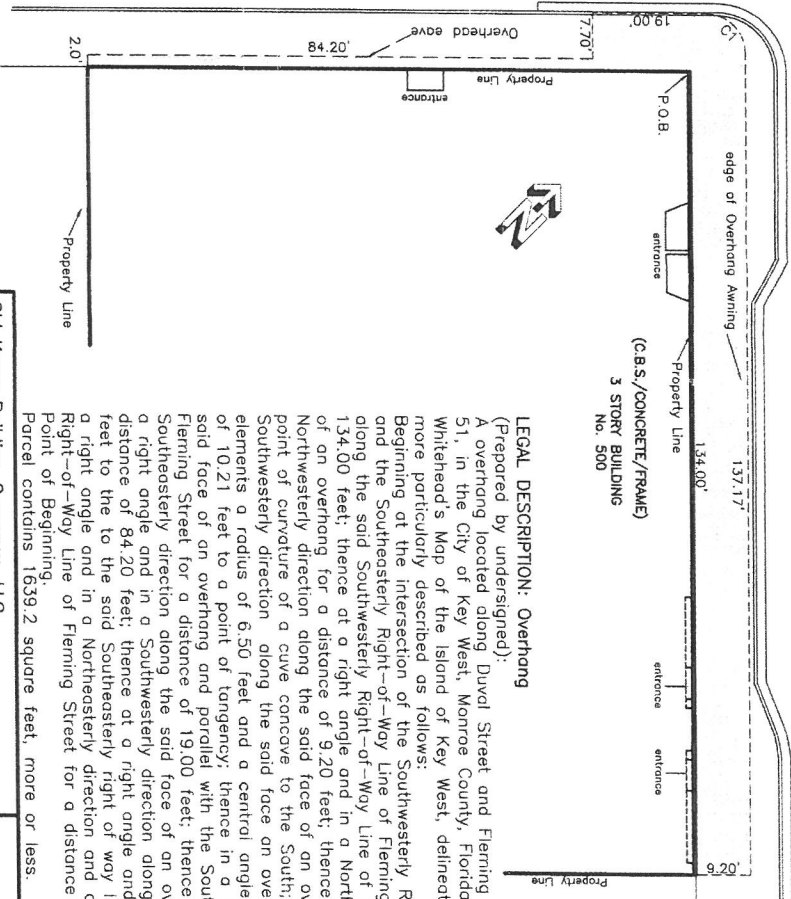 Overhead eave
84.20'
7.70'
19.00'
C1
2.0'
Property Line
entrance
P.O.B.
edge of Overhang Awning
entrance
Property Line
Property Line
(C.B.S./CONCRETE/FRAME)
3 STORY BUILDING
No. 500
137.17'
134.00'
entrance
entrance
9.20'
Property Line
N
LEGAL DESCRIPTION: Overhang
(Prepared by undersigned):
A overhang located along Duval Street and Fleming
51, in the City of Key West, Monroe County, Florida
Whitehead's Map of the Island of Key West, delineat
more particularly described as follows:
Beginning at the intersection of the Southwesterly R
and the Southeasterly Right-of-Way Line of Fleming
along the said Southwesterly Right-of-Way Line of
134.00 feet; thence at a right angle and in a North
of an overhang for a distance of 9.20 feet; thence
Northwesterly direction along the said face of an ov
point of curvature of a cuve concave to the South;
Southwesterly direction along the said face an ove
elements a radius of 6.50 feet and a central angle
of 10.21 feet to a point of tangency; thence in a
said face of an overhang and parallel with the Sout
Fleming Street for a distance of 19.00 feet; thence
Southeasterly direction along the said face of an ov
a right angle and in a Southwesterly direction along
distance of 84.20 feet; thence at a right angle and
feet to the to the said Southeasterly right of way l
a right angle and in a Northeasterly direction and
Right-of-Way Line of Fleming Street for a distance
Point of Beginning.
Parcel contains 1639.2 square feet, more or less.